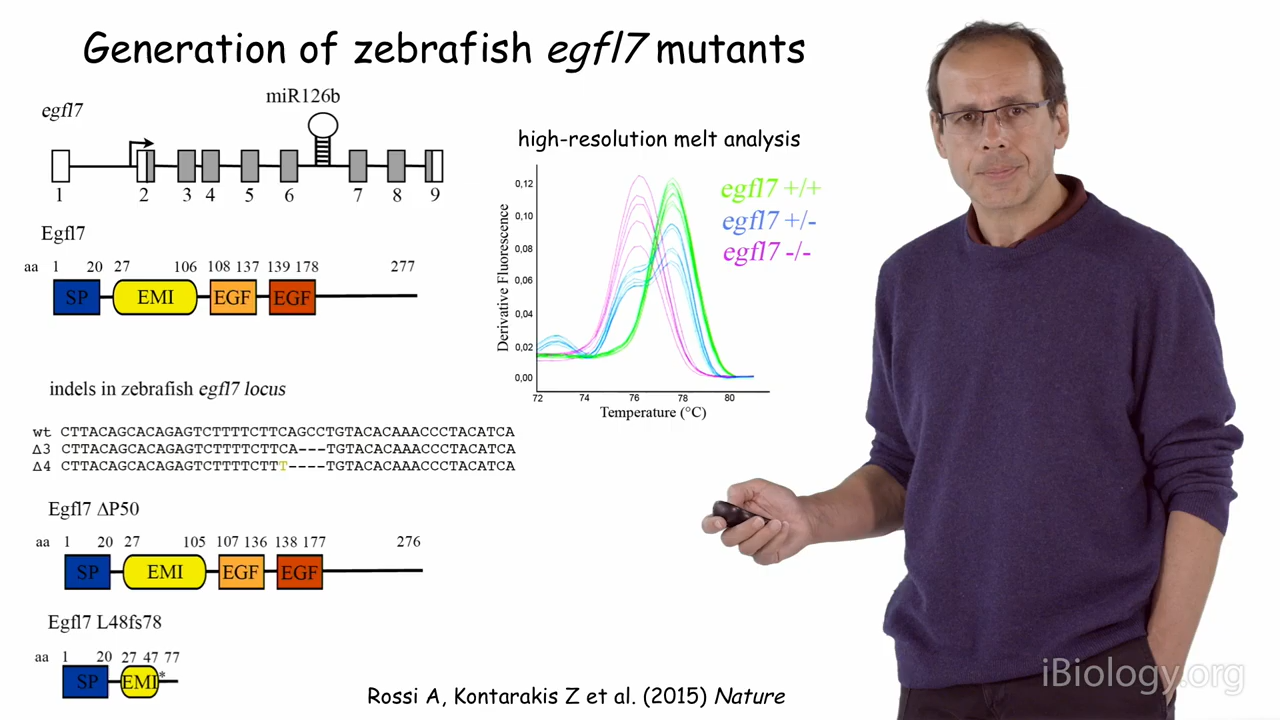 Generation of zebrafish egfl7 mutants
miR126b
egfl7
1 2 3 4 5 6 7 8 9
Egfl7
aa 1 20 27 106 108 137 139 178 277
SP EMI EGF EGF
indels in zebrafish egfl7 locus
wt CTTACAGCACAGAGTCTTTTCTTCAGCCTGTACACAAACCCTACATCA
Δ3 CTTACAGCACAGAGTCTTTTCTTCA---TGTACACAAACCCTACATCA
Δ4 CTTACAGCACAGAGTCTTTTCTTT----TGTACACAAACCCTACATCA
Egfl7 ΔP50
aa 1 20 27 105 107 136 138 177 276
SP EMI EGF EGF
Egfl7 L48fs78
aa 1 20 27 47 77
SP EMI *
high-resolution melt analysis
egfl7 +/+
egfl7 +/-
egfl7 -/-
Derivative Fluorescence
0,12
0,10
0,08
0,06
0,04
0,02
0,00
72 74 76 78 80
Temperature (°C)
Rossi A, Kontarakis Z et al. (2015) Nature
iBiology.org